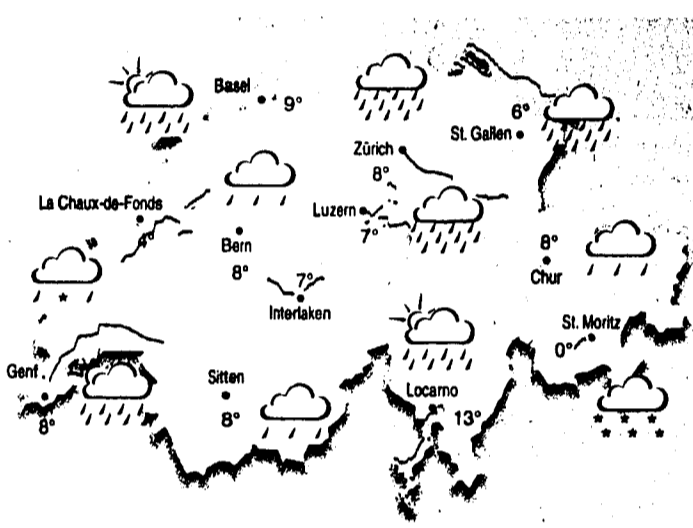 Basel
9°
6°
St. Gallen
Zürich
8°
La Chaux-de-Fonds
4°
Luzern
7°
Bern
8°
8°
Chur
7°
Interlaken
St. Moritz
0°
Genf
8°
Sitten
8°
Locarno
13°